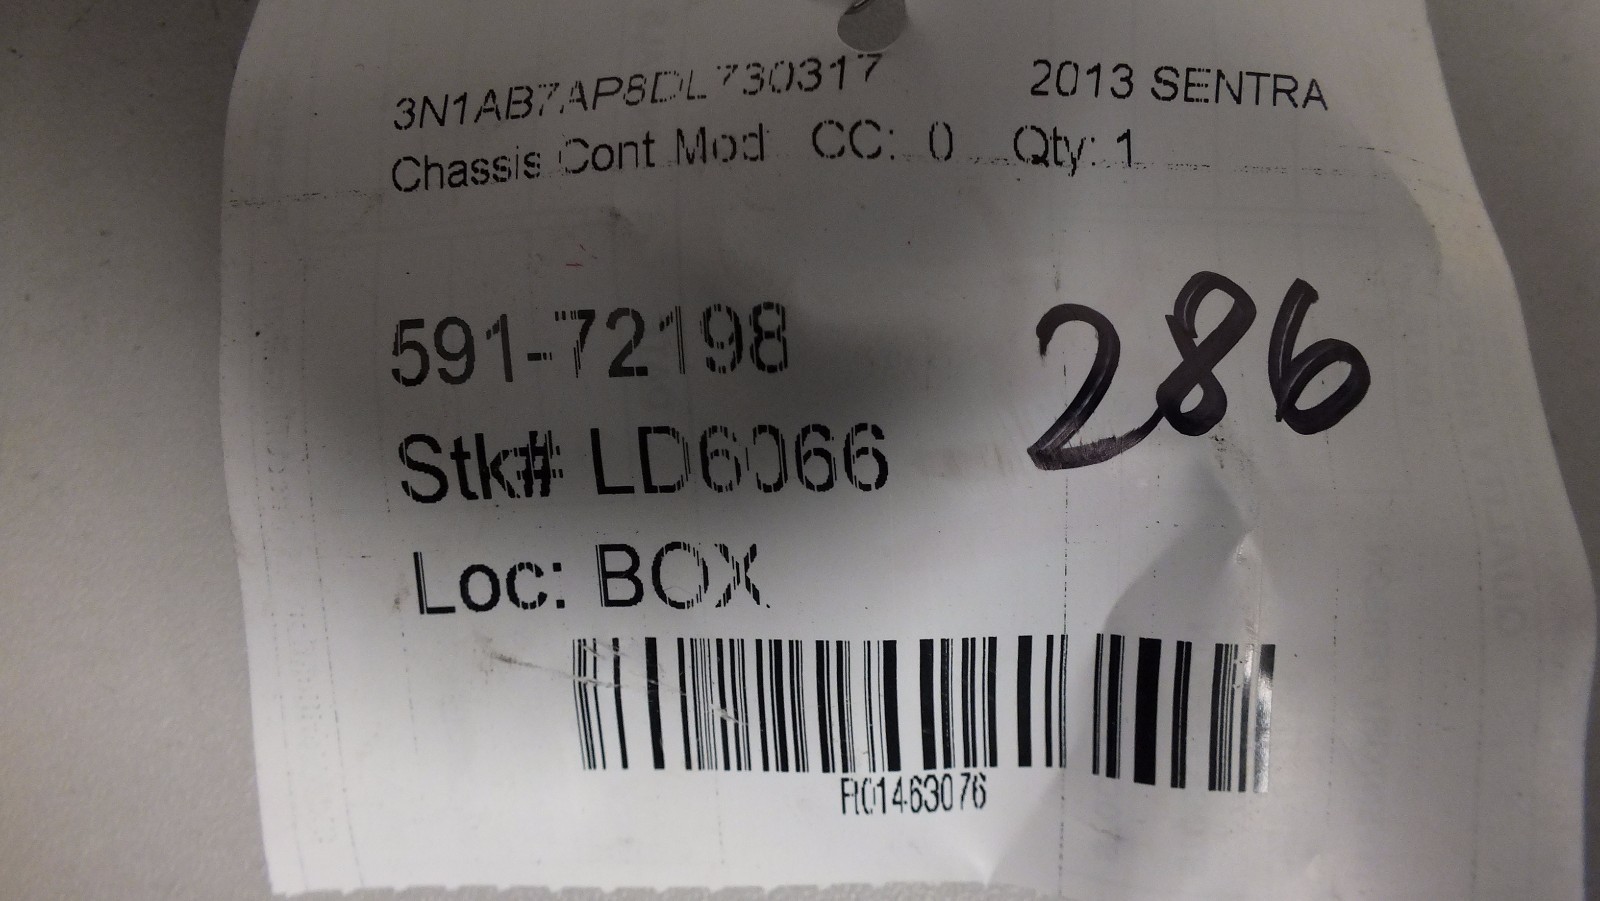 3N1AB7AP8DL730317 2013 SENTRA
Chassis Cont Mod CC: 0 Qty: 1
591-72198
286
Stk# LD6066
Loc: BOX
R01463076